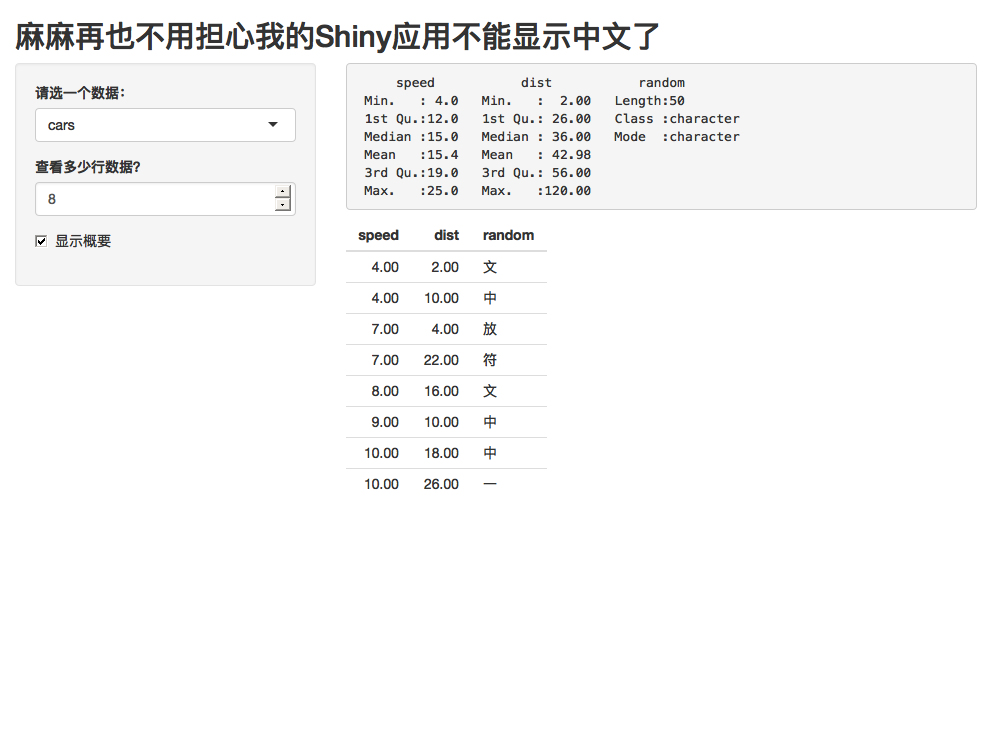 麻麻再也不用担心我的Shiny应用不能显示中文了
请选一个数据:
cars
查看多少行数据?
8
显示概要
speed dist random
Min. : 4.0 Min. : 2.00 Length:50
1st Qu.:12.0 1st Qu.: 26.00 Class :character
Median :15.0 Median : 36.00 Mode :character
Mean :15.4 Mean : 42.98
3rd Qu.:19.0 3rd Qu.: 56.00
Max. :25.0 Max. :120.00
speed dist random
4.00 2.00 文
4.00 10.00 中
7.00 4.00 放
7.00 22.00 符
8.00 16.00 文
9.00 10.00 中
10.00 18.00 中
10.00 26.00 一